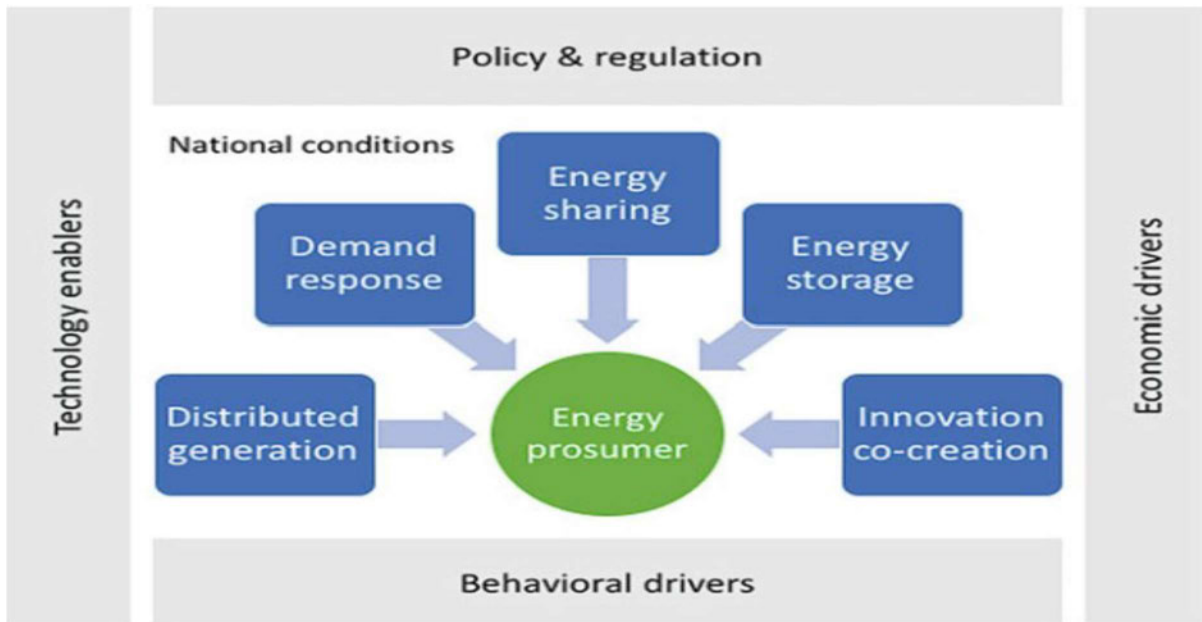 Policy & regulation
National conditions
Technology enablers
Economic drivers
Energy
sharing
Demand
response
Energy
storage
Distributed
generation
Energy
prosumer
Innovation
co-creation
Behavioral drivers